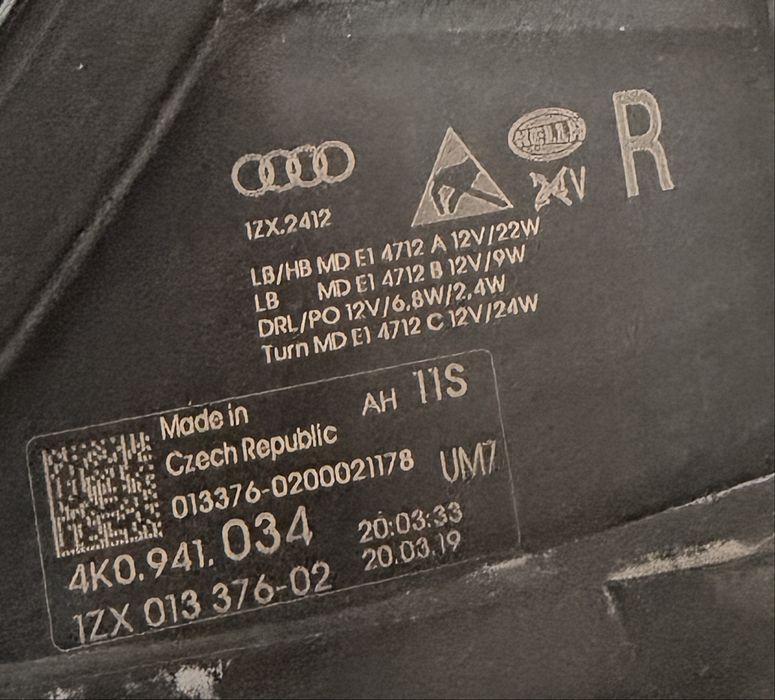 HELLA
R
24V
1ZX.2412
LB/HB MD E1 4712 A 12V/22W
LB MD E1 4712 B 12V/9W
DRL/PO 12V/6.8W/2.4W
Turn MD E1 4712 C 12V/24W
AH 11S
Made in
Czech Republic
013376-0200021178 UM7
4K0.941.034 20:03:33
20.03.19
1ZX 013 376-02